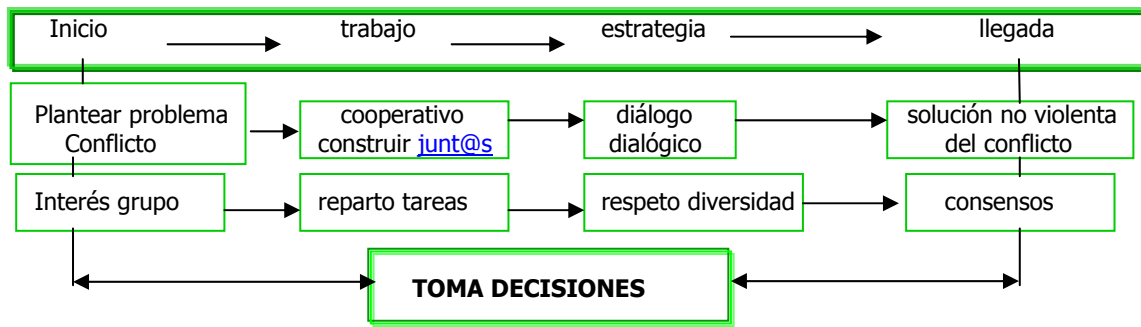 Inicio trabajo estrategia llegada
Plantear problema cooperativo diálogo solución no violenta
Conflicto construir junt@s dialógico del conflicto
Interés grupo reparto tareas respeto diversidad consensos
TOMA DECISIONES